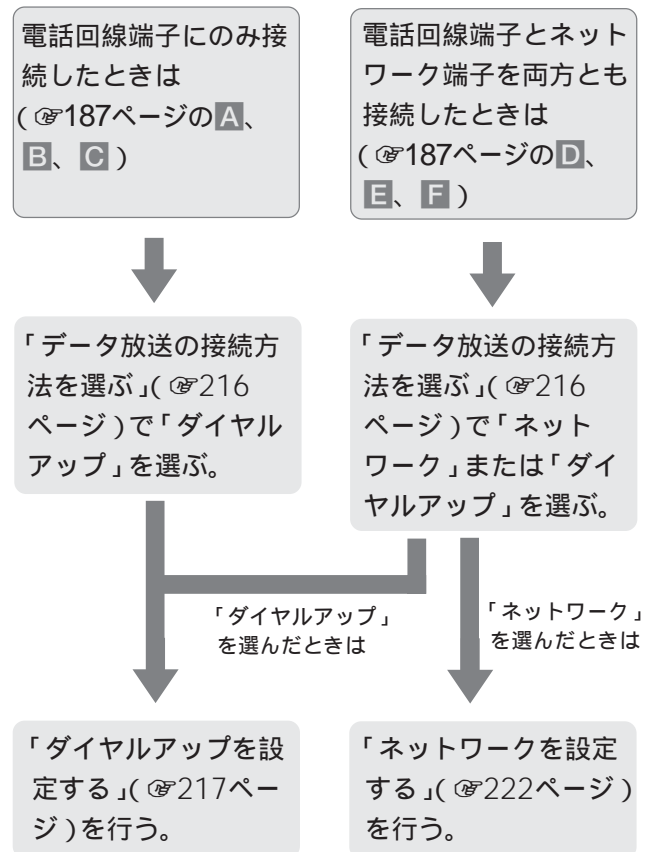 電話回線端子にのみ接
続したときは
(☞187ページのA、
B、C)
電話回線端子とネット
ワーク端子を両方とも
接続したときは
(☞187ページのD、
E、F)
「データ放送の接続方
法を選ぶ」(☞216
ページ)で「ダイヤル
アップ」を選ぶ。
「データ放送の接続方
法を選ぶ」(☞216
ページ)で「ネット
ワーク」または「ダイ
ヤルアップ」を選ぶ。
「ダイヤルアップ」
を選んだときは
「ネットワーク」
を選んだときは
「ダイヤルアップを設
定する」(☞217ペー
ジ)を行う。
「ネットワークを設定
する」(☞222ページ)
を行う。